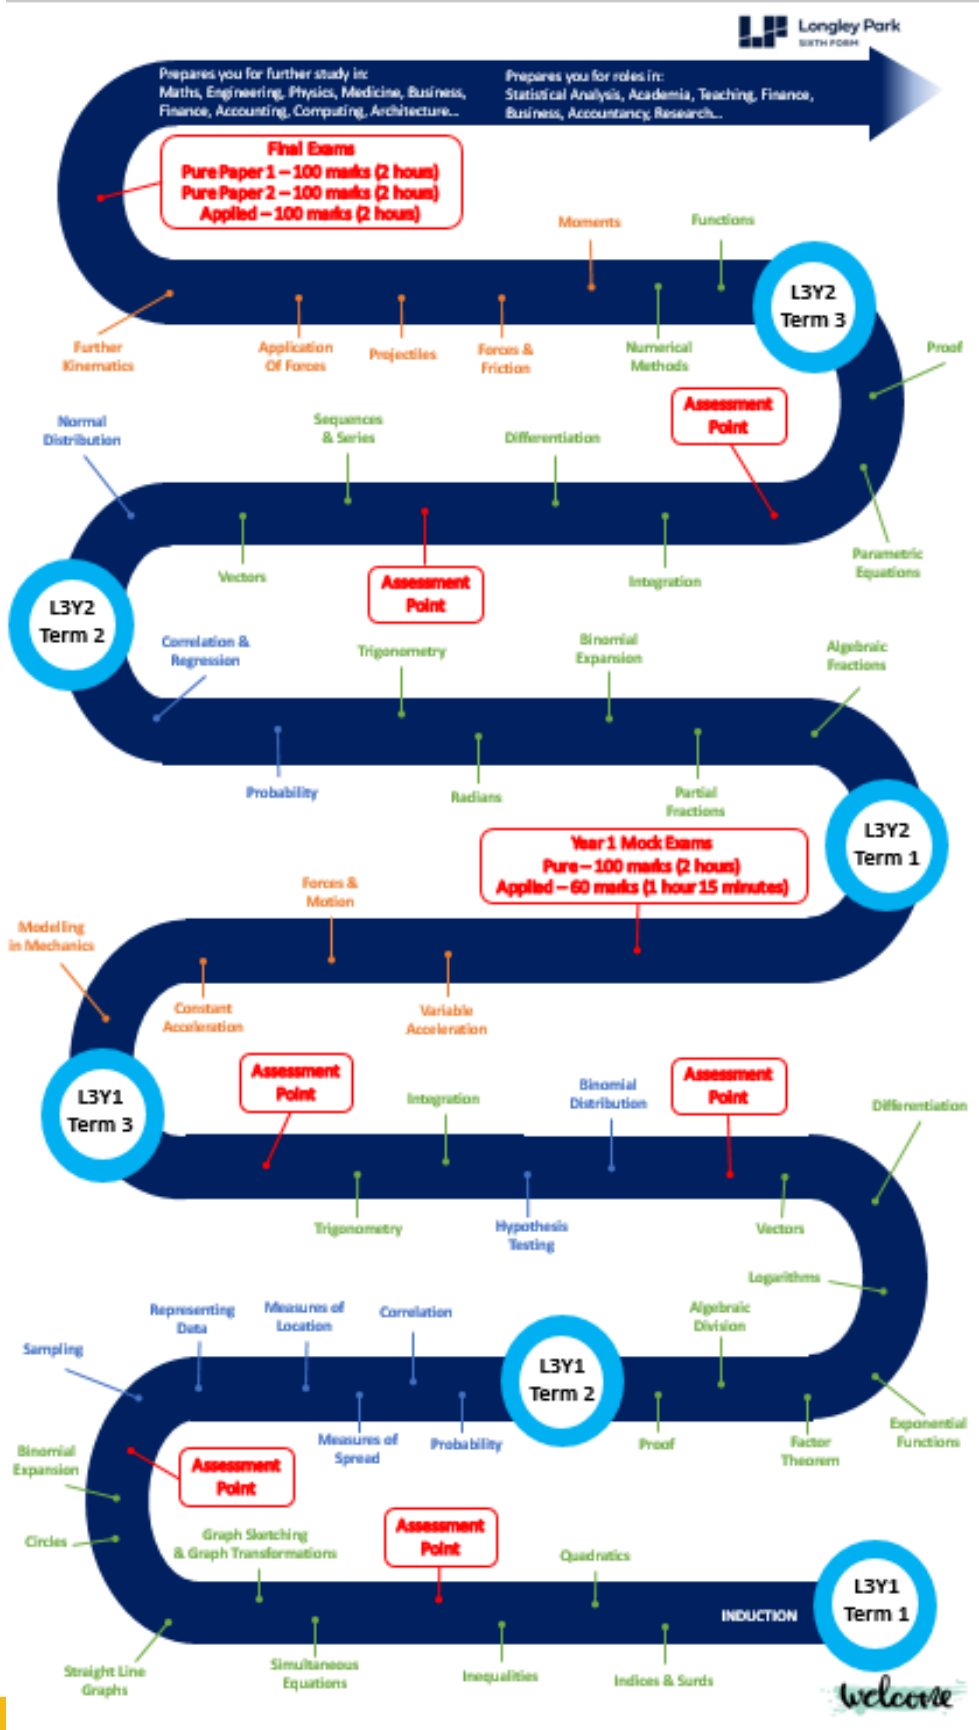 Longley Park
SIXTH FORM
Prepares you for further study in:
Maths, Engineering, Physics, Medicine, Business,
Finance, Accounting, Computing, Architecture...
Prepares you for roles in:
Statistical Analysis, Academia, Teaching, Finance,
Business, Accountancy, Research...
Final Exams
Pure Paper 1 – 100 marks (2 hours)
Pure Paper 2 – 100 marks (2 hours)
Applied – 100 marks (2 hours)
Moments
Functions
L3Y2
Term 3
Further
Kinematics
Application
Of Forces
Projectiles
Forces &
Friction
Numerical
Methods
Proof
Assessment
Point
Normal
Distribution
Sequences
& Series
Differentiation
Vectors
Assessment
Point
Integration
Parametric
Equations
L3Y2
Term 2
Correlation &
Regression
Trigonometry
Binomial
Expansion
Algebraic
Fractions
Probability
Radians
Partial
Fractions
L3Y2
Term 1
Year 1 Mock Exams
Pure – 100 marks (2 hours)
Applied – 60 marks (1 hour 15 minutes)
Forces &
Motion
Modelling
in Mechanics
Constant
Acceleration
Variable
Acceleration
L3Y1
Term 3
Assessment
Point
Integration
Binomial
Distribution
Assessment
Point
Differentiation
Trigonometry
Hypothesis
Testing
Vectors
Logarithms
Representing
Data
Measures of
Location
Correlation
Algebraic
Division
Sampling
L3Y1
Term 2
Measures of
Spread
Probability
Proof
Factor
Theorem
Exponential
Functions
Binomial
Expansion
Assessment
Point
Circles
Graph Sketching
& Graph Transformations
Assessment
Point
Quadratics
INDUCTION
L3Y1
Term 1
Straight Line
Graphs
Simultaneous
Equations
Inequalities
Indices & Surds
welcome